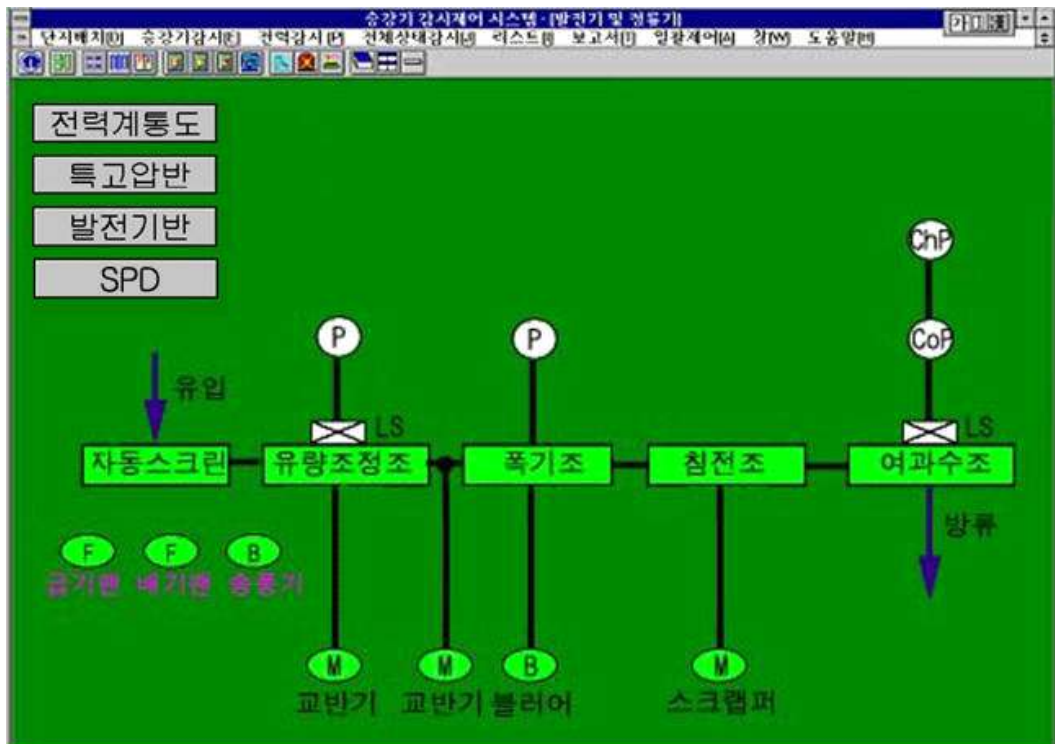 승강기 감시제어 시스템 - [발전기 및 정류기]
단지배치[D] 승강기감시[E] 전력감시[P] 전체상태감시[J] 리스트[I] 보고서[T] 일괄제어[A] 창[W] 도움말[H]
전력계통도
특고압반
발전기반
SPD
ChP
P P CoP
유입
LS LS
자동스크린 유량조정조 폭기조 침전조 여과수조
방류
F F B
급기팬 배기팬 송풍기
M M B M
교반기 교반기 블러어 스크랩퍼